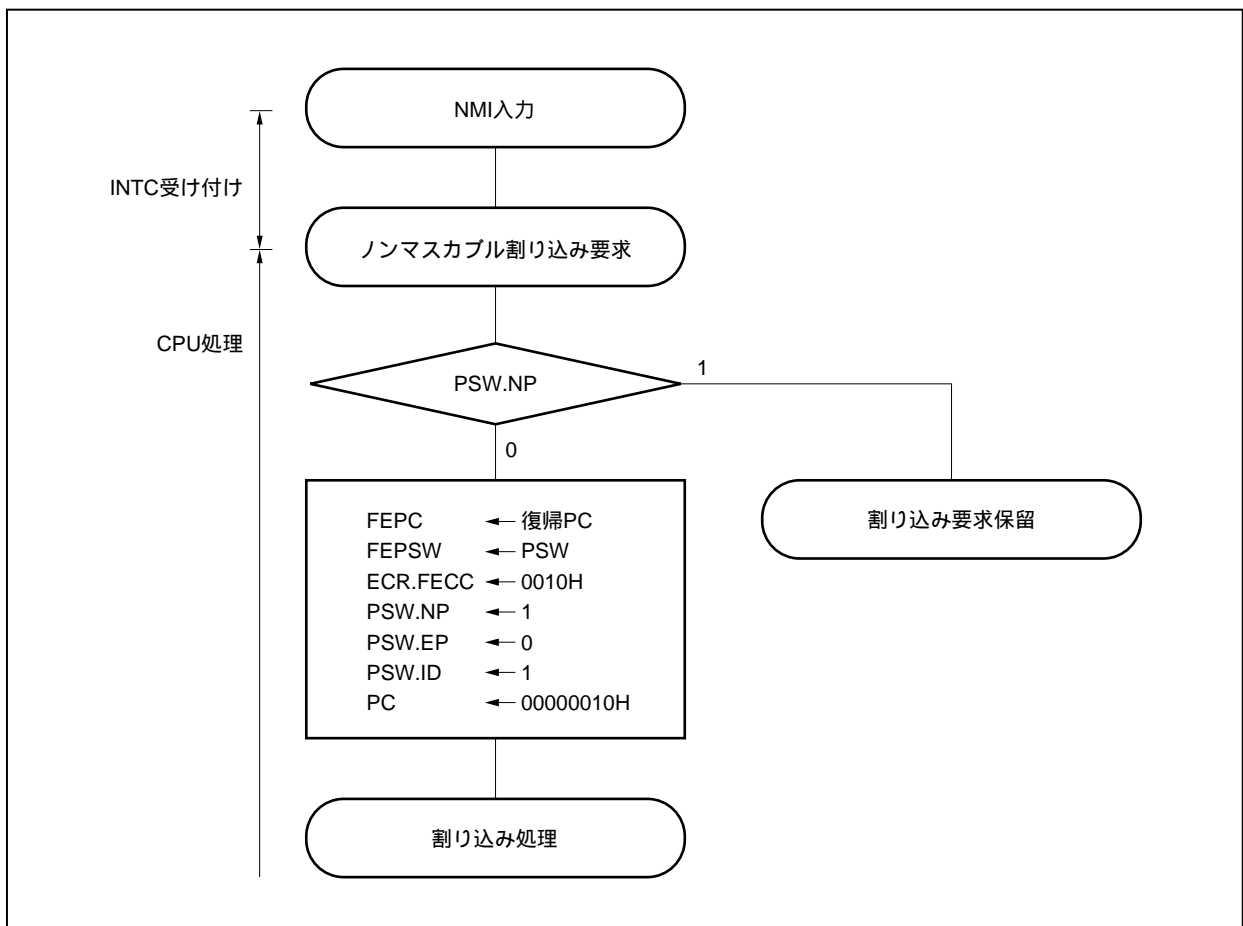 NMI入力
INTC受け付け
ノンマスカブル割り込み要求
CPU処理
PSW.NP
1
0
FEPC ← 復帰PC
FEPSW ← PSW
ECR.FECC ← 0010H
PSW.NP ← 1
PSW.EP ← 0
PSW.ID ← 1
PC ← 00000010H
割り込み要求保留
割り込み処理